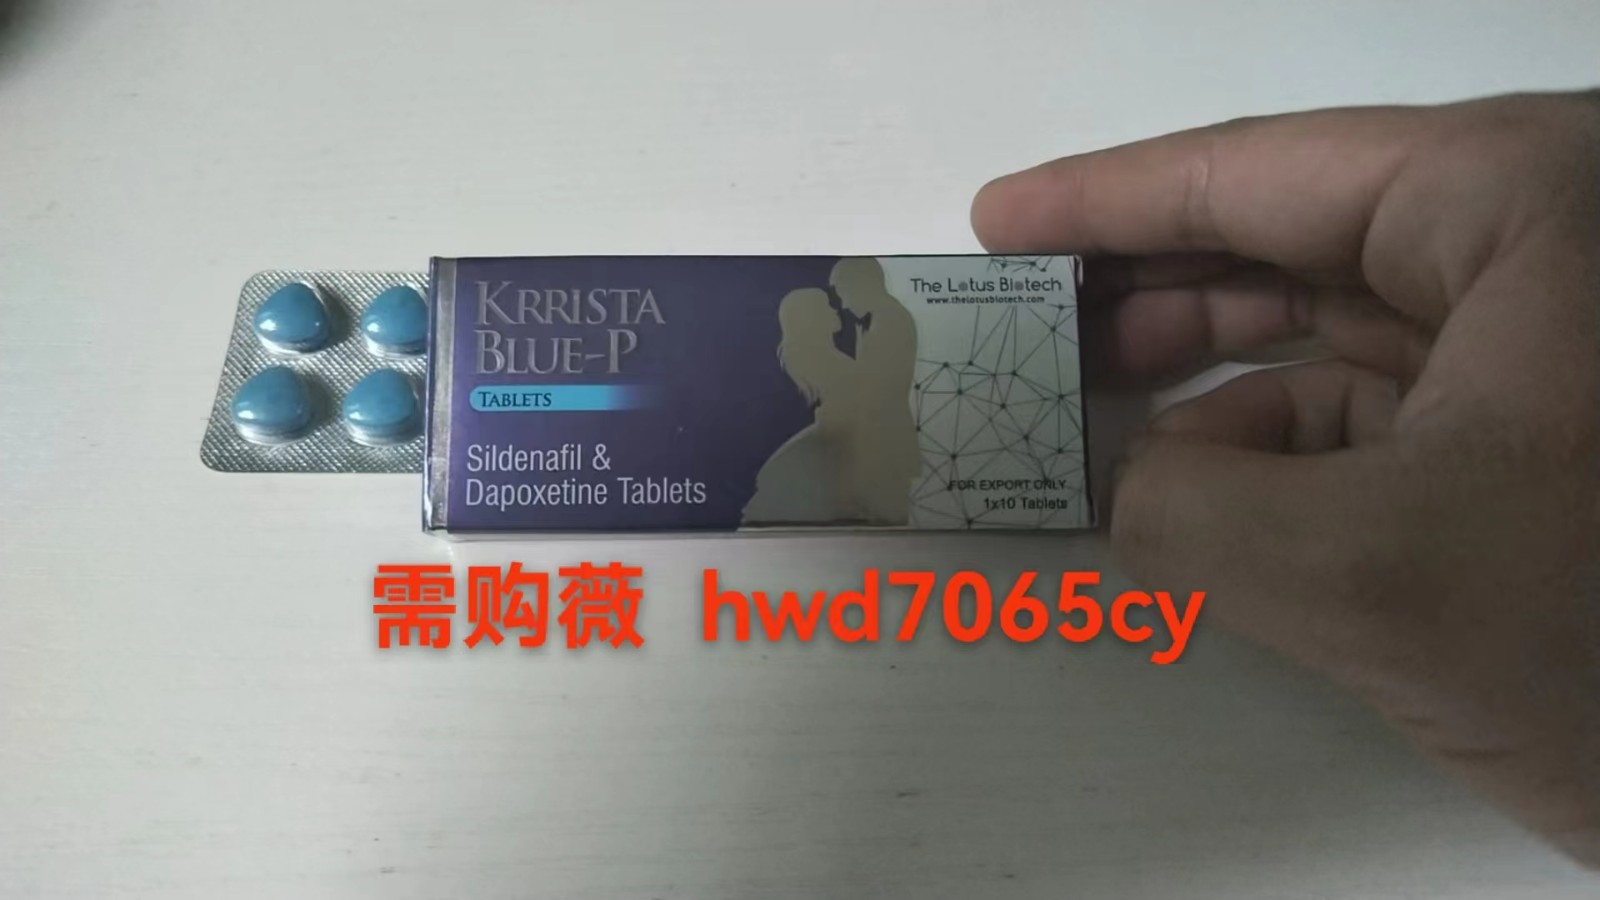 KRRISTA
BLUE-P
TABLETS
Sildenafil &
Dapoxetine Tablets
The Lotus Biotech
www.thelotusbiotech.com
FOR EXPORT ONLY
1x10 Tablets
需购薇 hwd7065cy